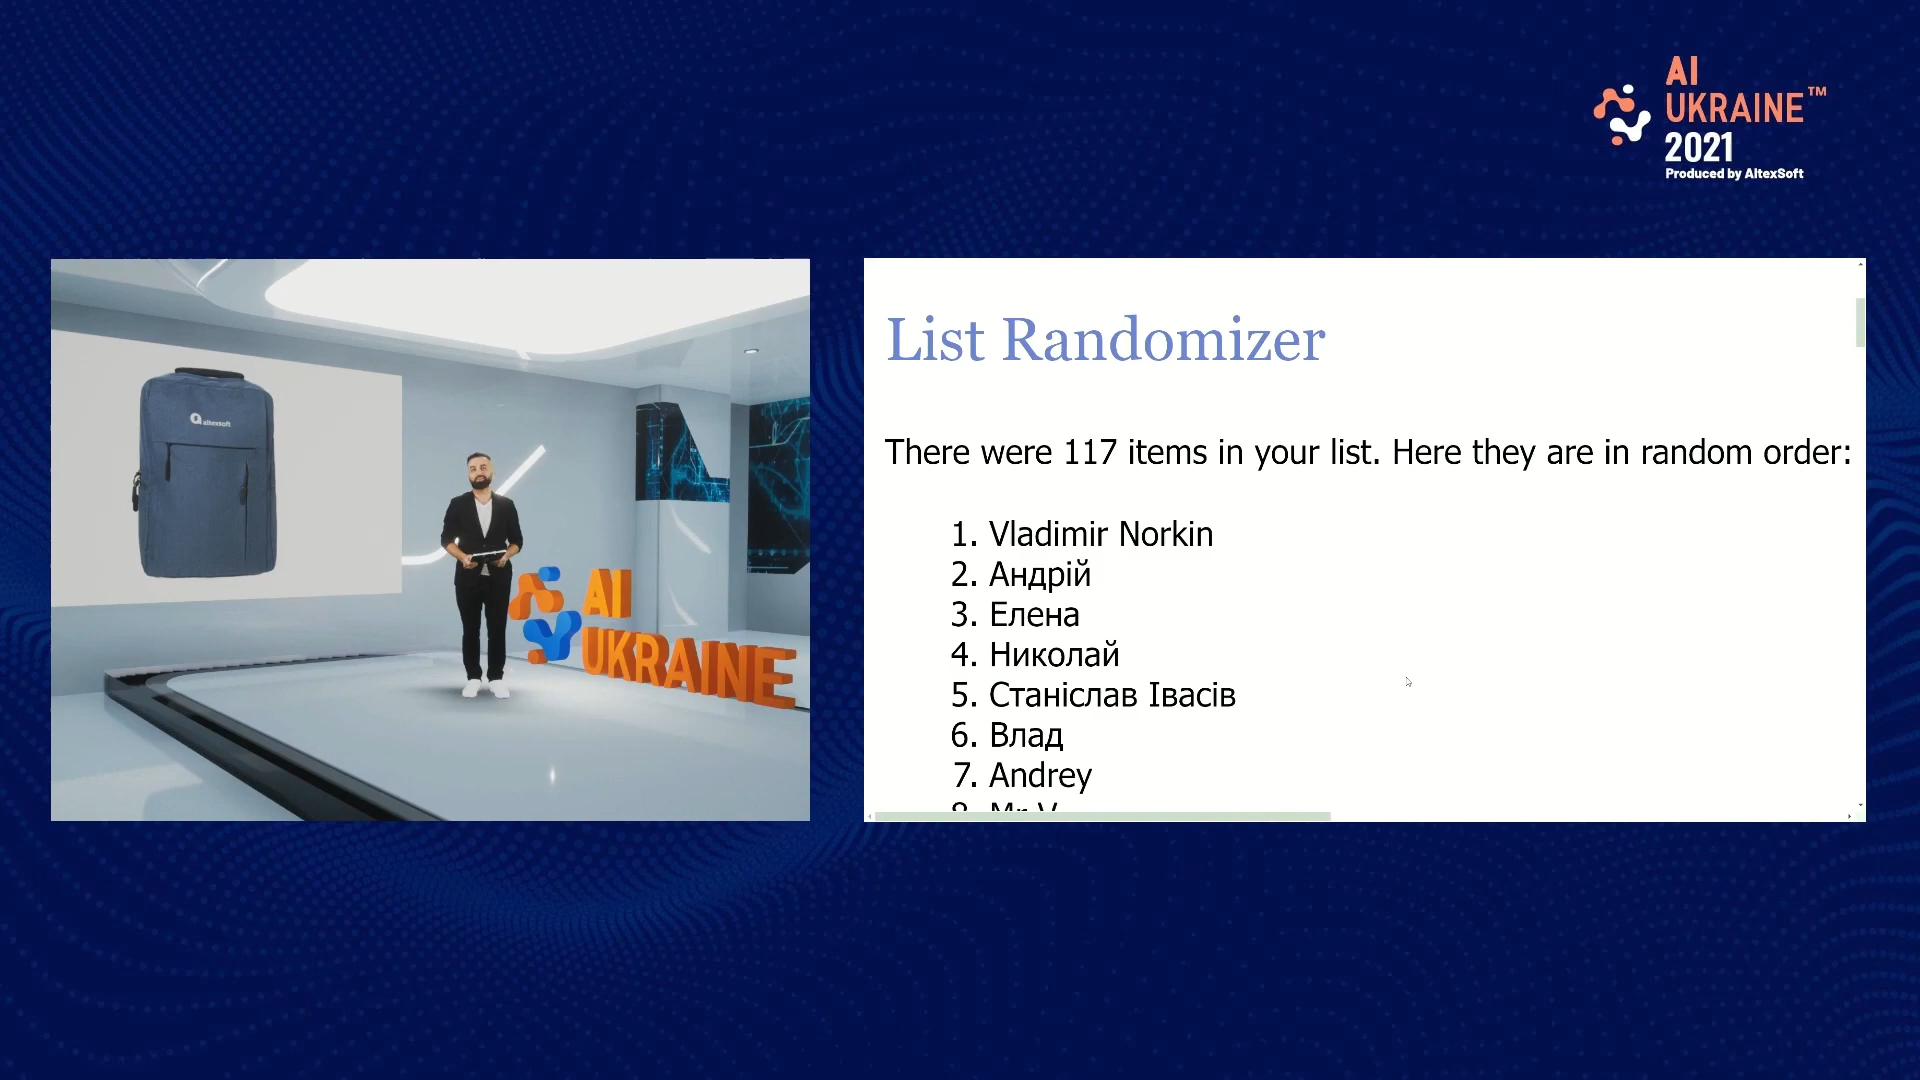 AI
UKRAINE™
2021
Produced by AltexSoft
altexsoft
AI
UKRAINE
List Randomizer
There were 117 items in your list. Here they are in random order:
1. Vladimir Norkin
2. Андрій
3. Елена
4. Николай
5. Станіслав Івасів
6. Влад
7. Andrey